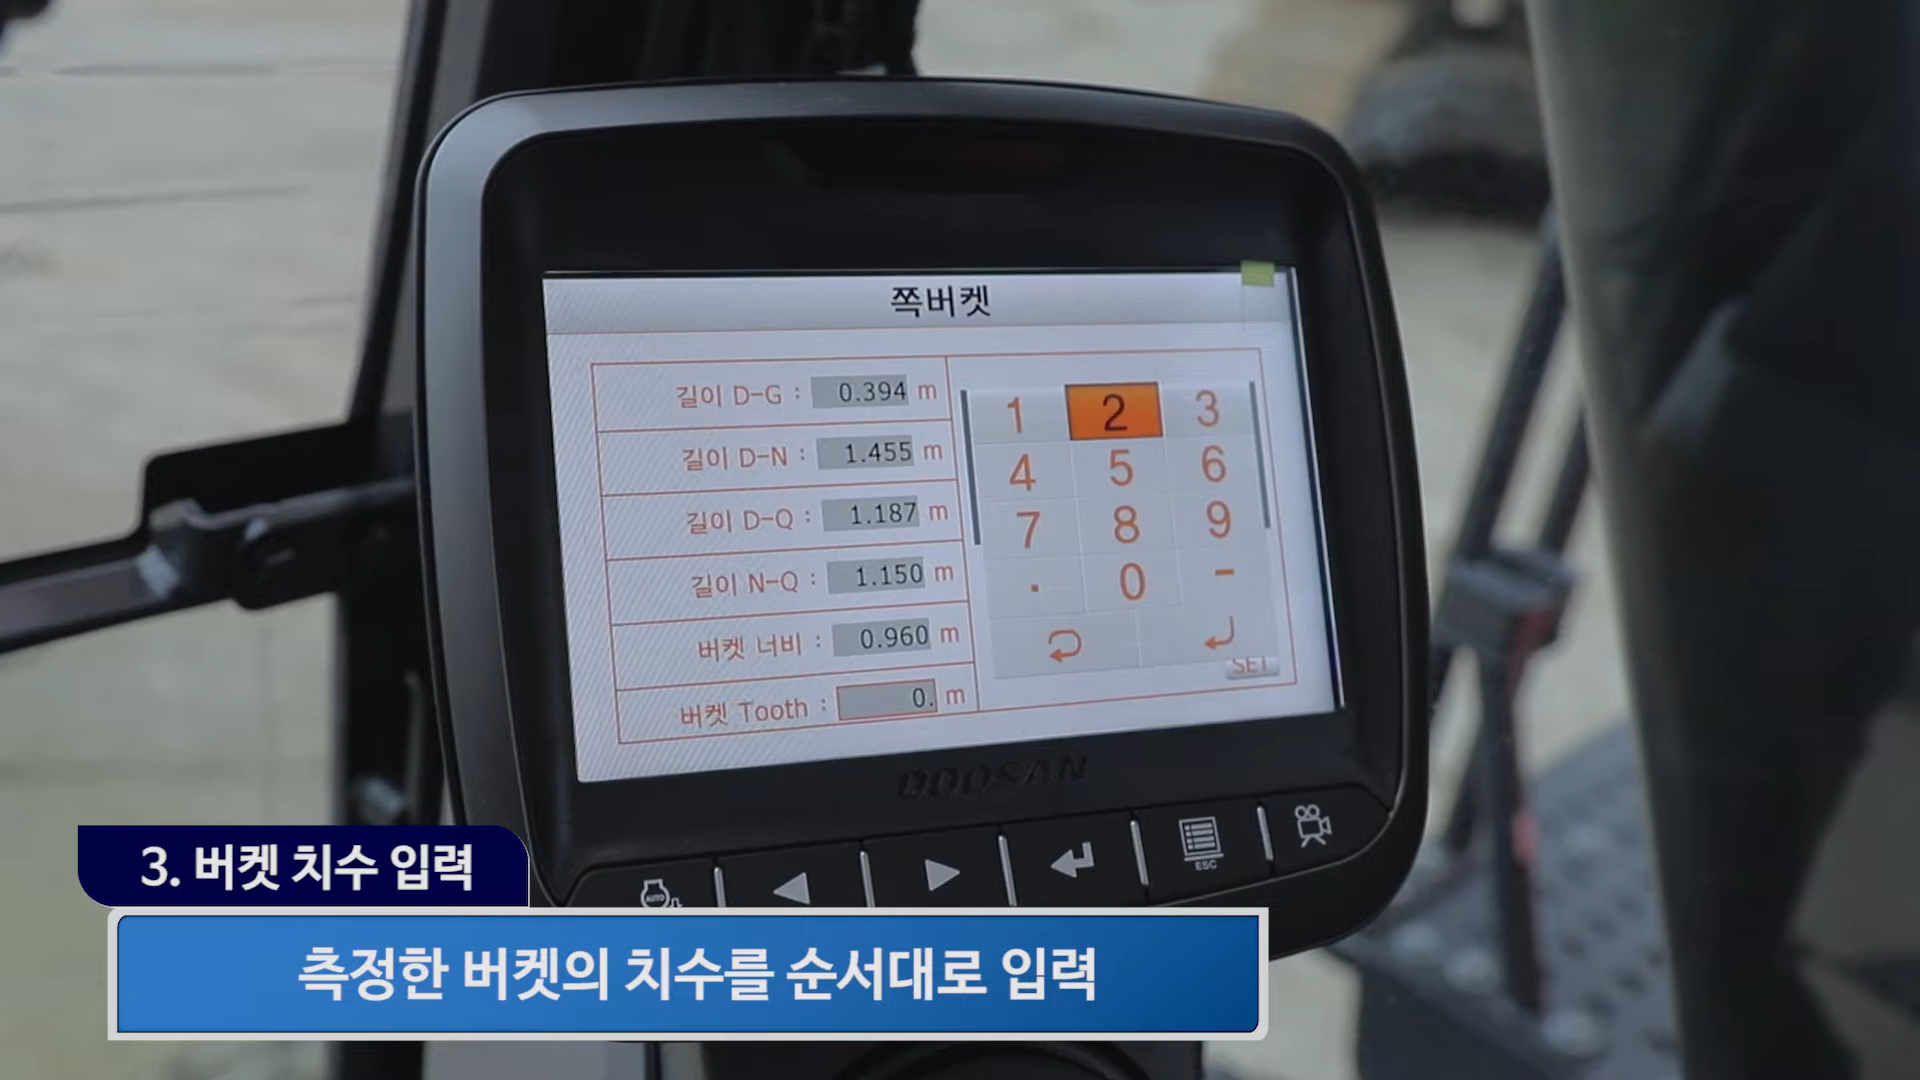 쪽버켓
길이 D-G : 0.394 m
길이 D-N : 1.455 m
길이 D-Q : 1.187 m
길이 N-Q : 1.150 m
버켓 너비 : 0.960 m
버켓 Tooth : 0. m
1 2 3
4 5 6
7 8 9
. 0 -
SET
DOOSAN
AUTO
ESC
3. 버켓 치수 입력
측정한 버켓의 치수를 순서대로 입력